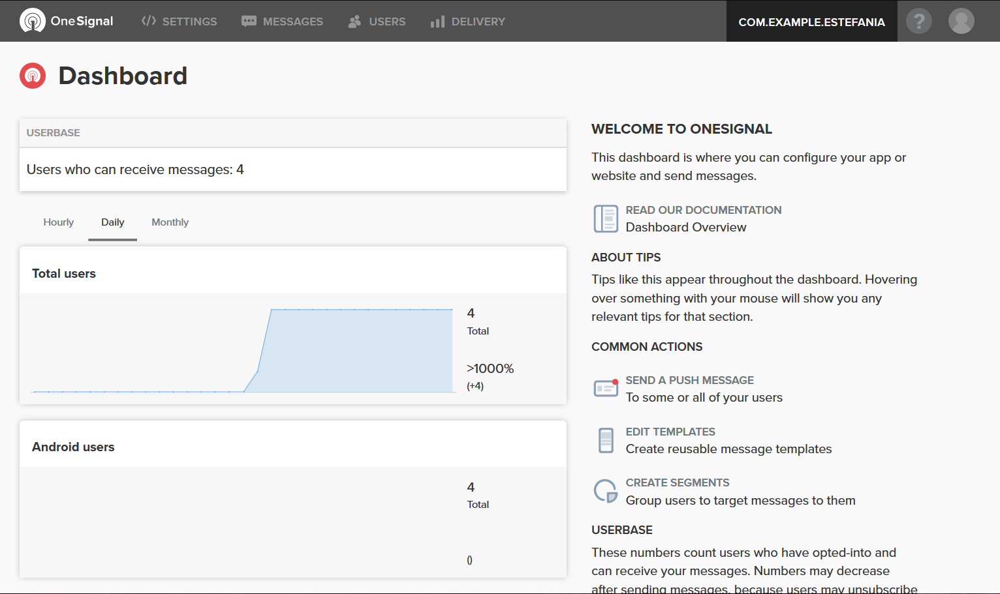 OneSignal
SETTINGS
MESSAGES
USERS
DELIVERY
COM.EXAMPLE.ESTEFANIA
?
Dashboard
USERBASE
Users who can receive messages: 4
Hourly
Daily
Monthly
Total users
4
Total
>1000%
(+4)
Android users
4
Total
()
WELCOME TO ONESIGNAL
This dashboard is where you can configure your app or
website and send messages.
READ OUR DOCUMENTATION
Dashboard Overview
ABOUT TIPS
Tips like this appear throughout the dashboard. Hovering
over something with your mouse will show you any
relevant tips for that section.
COMMON ACTIONS
SEND A PUSH MESSAGE
To some or all of your users
EDIT TEMPLATES
Create reusable message templates
CREATE SEGMENTS
Group users to target messages to them
USERBASE
These numbers count users who have opted-into and
can receive your messages. Numbers may decrease
after sending messages, because users may unsubscribe